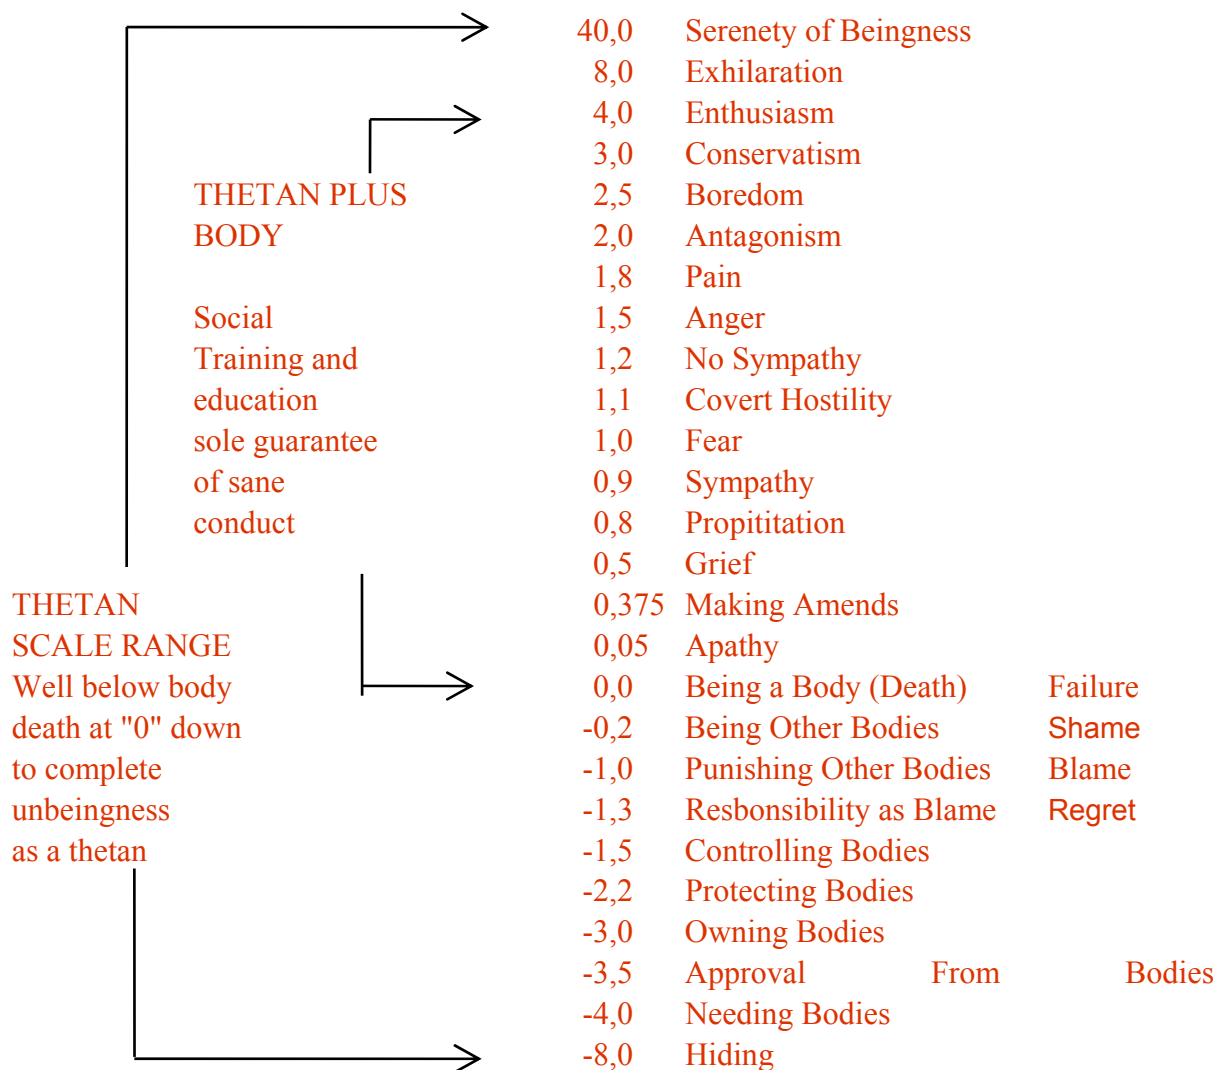 40,0 Serenety of Beingness
8,0 Exhilaration
4,0 Enthusiasm
3,0 Conservatism
THETAN PLUS 2,5 Boredom
BODY 2,0 Antagonism
1,8 Pain
Social 1,5 Anger
Training and 1,2 No Sympathy
education 1,1 Covert Hostility
sole guarantee 1,0 Fear
of sane 0,9 Sympathy
conduct 0,8 Propititation
0,5 Grief
THETAN 0,375 Making Amends
SCALE RANGE 0,05 Apathy
Well below body 0,0 Being a Body (Death) Failure
death at "0" down -0,2 Being Other Bodies Shame
to complete -1,0 Punishing Other Bodies Blame
unbeingness -1,3 Resbonsibility as Blame Regret
as a thetan -1,5 Controlling Bodies
-2,2 Protecting Bodies
-3,0 Owning Bodies
-3,5 Approval From Bodies
-4,0 Needing Bodies
-8,0 Hiding